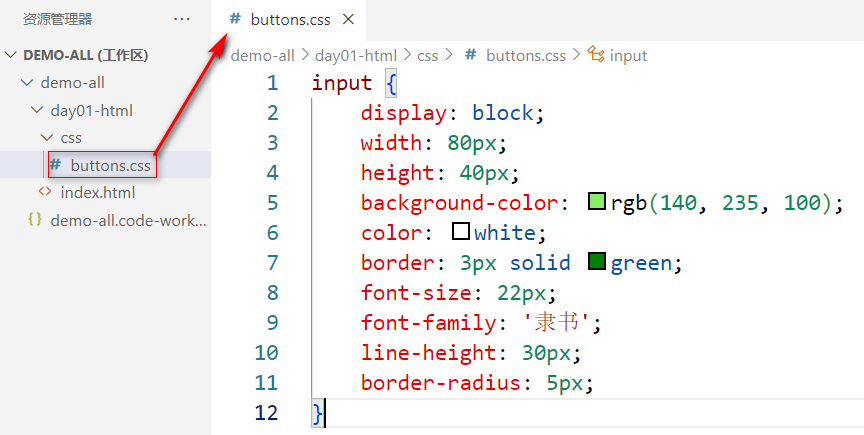 资源管理器 ···
DEMO-ALL (工作区)
demo-all
day01-html
css
# buttons.css
<> index.html
{} demo-all.code-work...
# buttons.css ×
demo-all > day01-html > css > # buttons.css > input
1 input {
2 display: block;
3 width: 80px;
4 height: 40px;
5 background-color: rgb(140, 235, 100);
6 color: white;
7 border: 3px solid green;
8 font-size: 22px;
9 font-family: '隶书';
10 line-height: 30px;
11 border-radius: 5px;
12 }